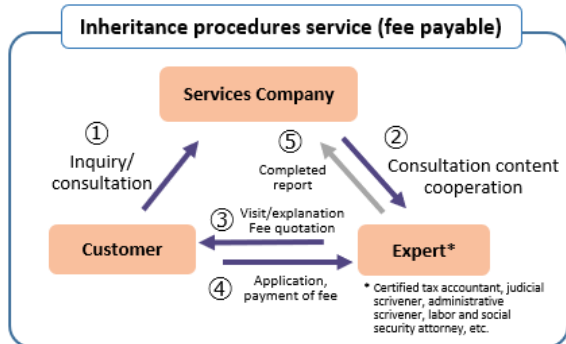 Inheritance procedures service (fee payable)
Services Company
①
Inquiry/
consultation
⑤
Completed
report
②
Consultation content
cooperation
③
Visit/explanation
Fee quotation
Customer
Expert*
④
Application,
payment of fee
* Certified tax accountant, judicial
scrivener, administrative
scrivener, labor and social
security attorney, etc.